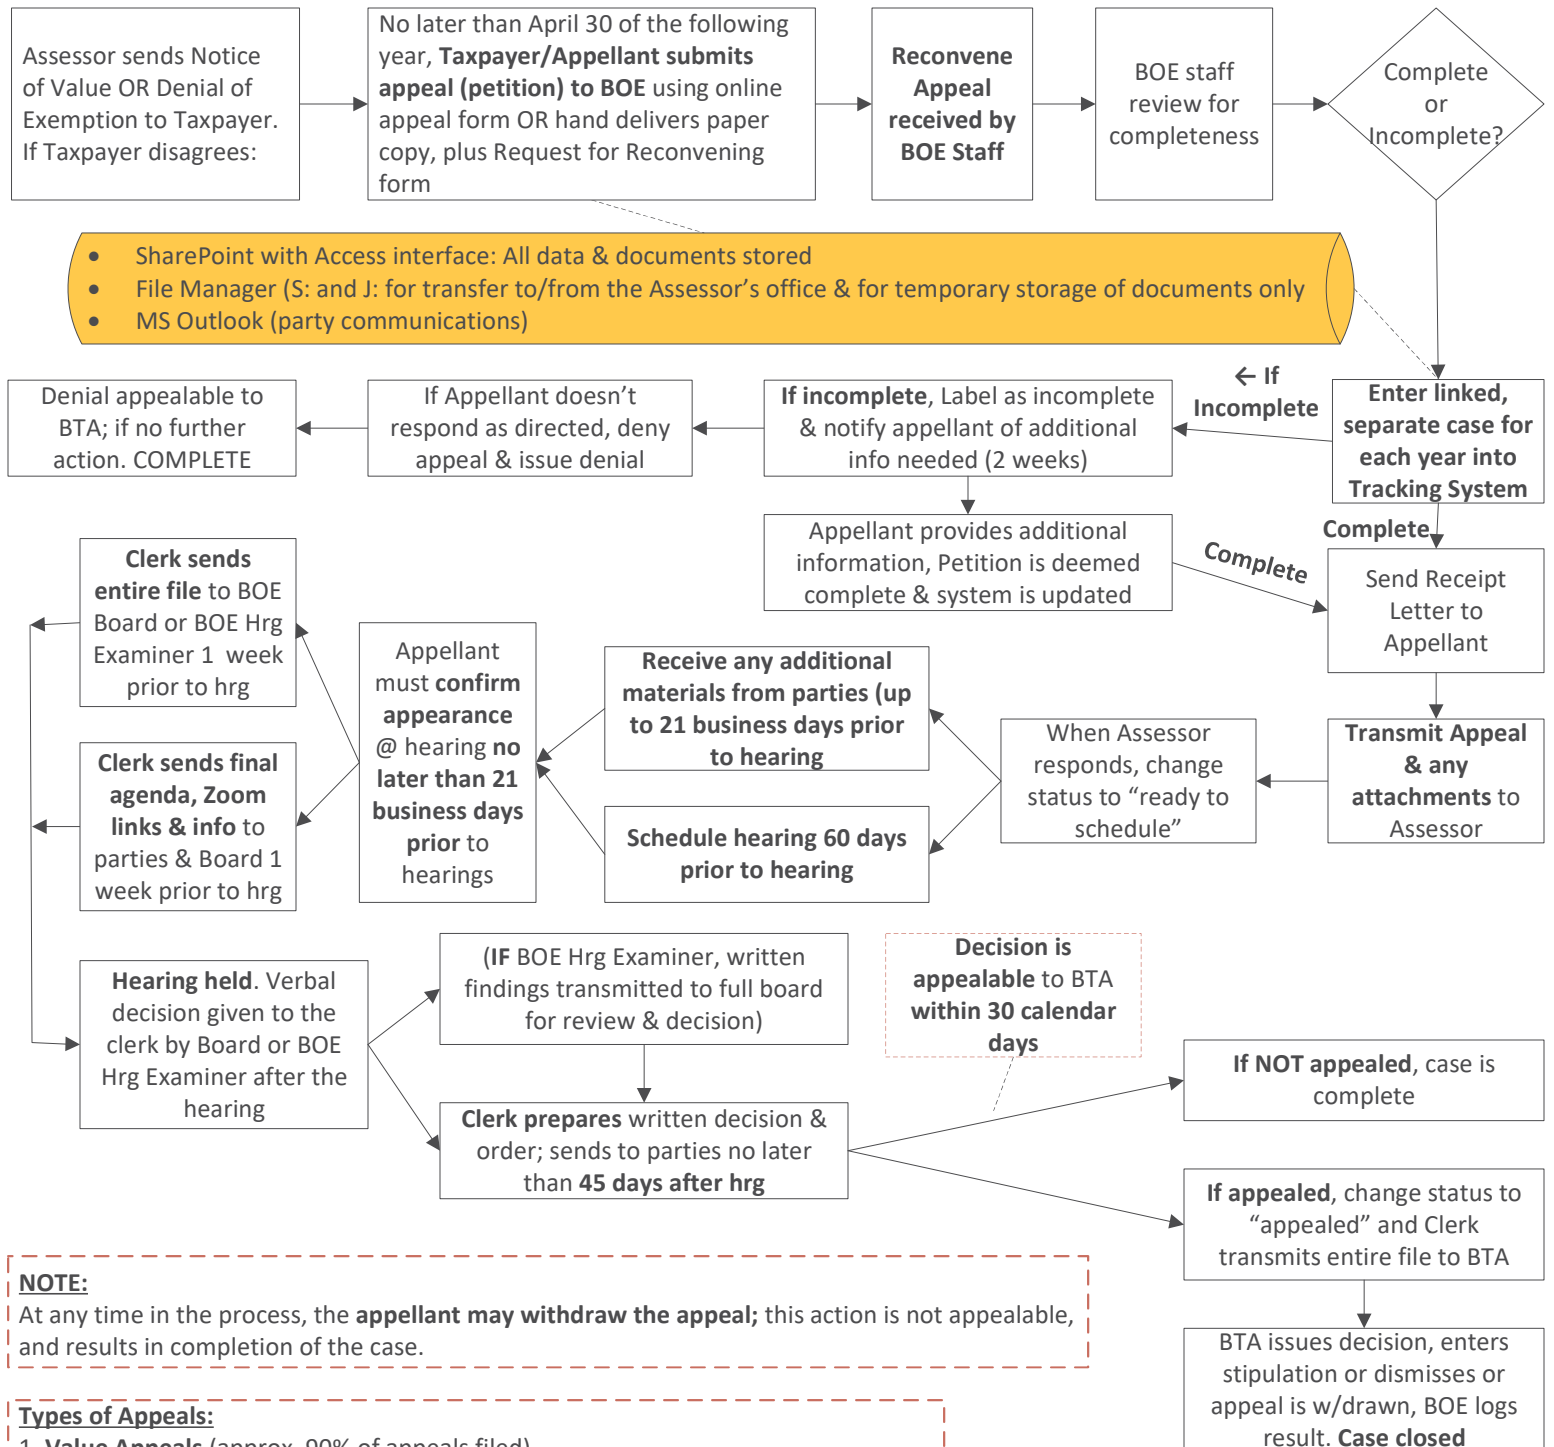 Assessor sends Notice
of Value OR Denial of
Exemption to Taxpayer.
If Taxpayer disagrees:
No later than April 30 of the following
year, Taxpayer/Appellant submits
appeal (petition) to BOE using online
appeal form OR hand delivers paper
copy, plus Request for Reconvening
form
Reconvene
Appeal
received by
BOE Staff
BOE staff
review for
completeness
Complete
or
Incomplete?
• SharePoint with Access interface: All data & documents stored
• File Manager (S: and J: for transfer to/from the Assessor’s office & for temporary storage of documents only
• MS Outlook (party communications)
Enter linked,
separate case for
each year into
Tracking System
← If
Incomplete
If incomplete, Label as incomplete
& notify appellant of additional
info needed (2 weeks)
If Appellant doesn’t
respond as directed, deny
appeal & issue denial
Denial appealable to
BTA; if no further
action. COMPLETE
Appellant provides additional
information, Petition is deemed
complete & system is updated
Complete
Complete
Send Receipt
Letter to
Appellant
Transmit Appeal
& any
attachments to
Assessor
When Assessor
responds, change
status to “ready to
schedule”
Receive any additional
materials from parties (up
to 21 business days prior
to hearing
Schedule hearing 60 days
prior to hearing
Appellant
must confirm
appearance
@ hearing no
later than 21
business days
prior to
hearings
Clerk sends
entire file to BOE
Board or BOE Hrg
Examiner 1 week
prior to hrg
Clerk sends final
agenda, Zoom
links & info to
parties & Board 1
week prior to hrg
Hearing held. Verbal
decision given to the
clerk by Board or BOE
Hrg Examiner after the
hearing
(IF BOE Hrg Examiner, written
findings transmitted to full board
for review & decision)
Clerk prepares written decision &
order; sends to parties no later
than 45 days after hrg
Decision is
appealable to BTA
within 30 calendar
days
If NOT appealed, case is
complete
If appealed, change status to
“appealed” and Clerk
transmits entire file to BTA
BTA issues decision, enters
stipulation or dismisses or
appeal is w/drawn, BOE logs
result. Case closed
NOTE:
At any time in the process, the appellant may withdraw the appeal; this action is not appealable,
and results in completion of the case.
Types of Appeals:
1. Value Appeals (approx. 90% of appeals filed)